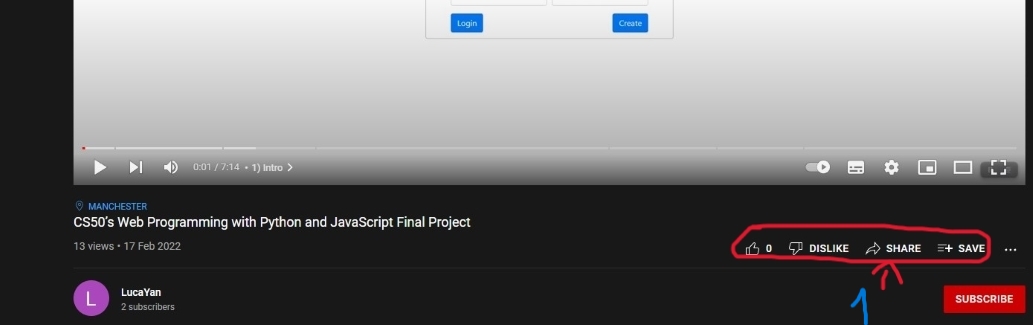 Login Create
0:01 / 7:14 • 1) Intro
MANCHESTER
CS50's Web Programming with Python and JavaScript Final Project
13 views • 17 Feb 2022
0 DISLIKE SHARE SAVE
L
LucaYan
2 subscribers
1
SUBSCRIBE